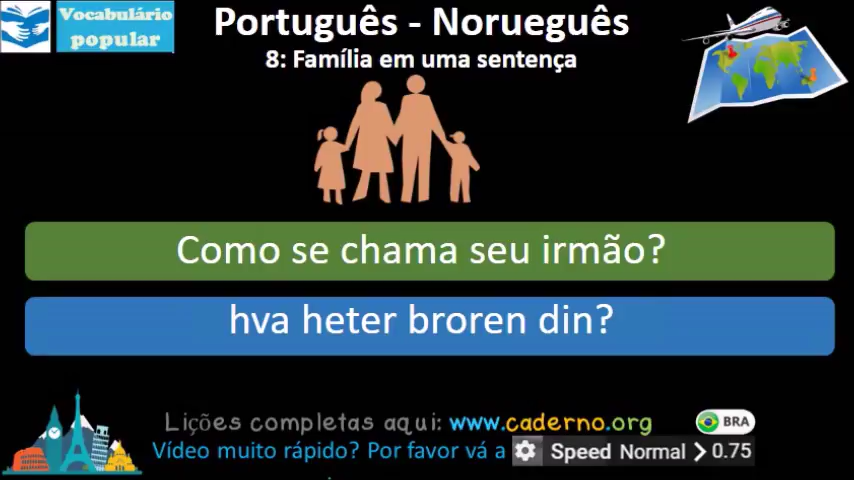 Vocabulário
popular
Português - Norueguês
8: Família em uma sentença
Como se chama seu irmão?
hva heter broren din?
Lições completas aqui: www.caderno.org
BRA
Vídeo muito rápido? Por favor vá a Speed Normal > 0.75